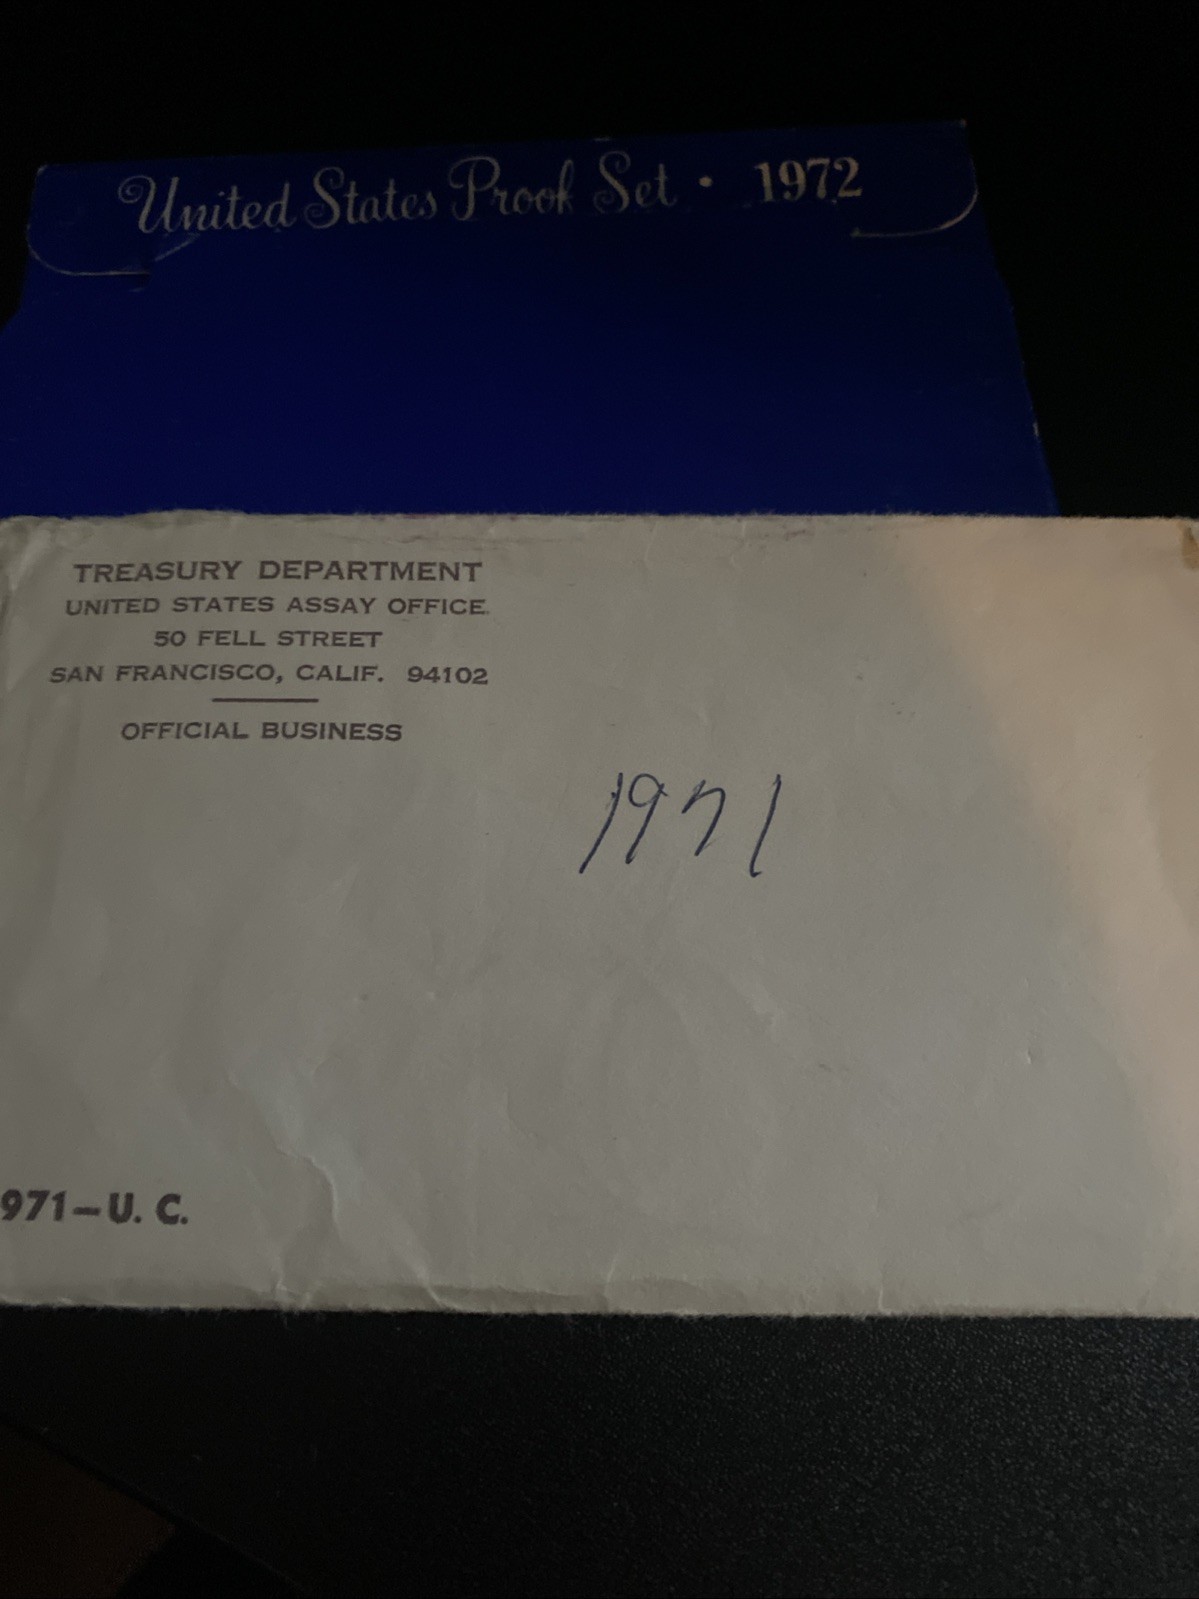 United States Proof Set · 1972
TREASURY DEPARTMENT
UNITED STATES ASSAY OFFICE
50 FELL STREET
SAN FRANCISCO, CALIF. 94102
OFFICIAL BUSINESS
1971
971-U. C.